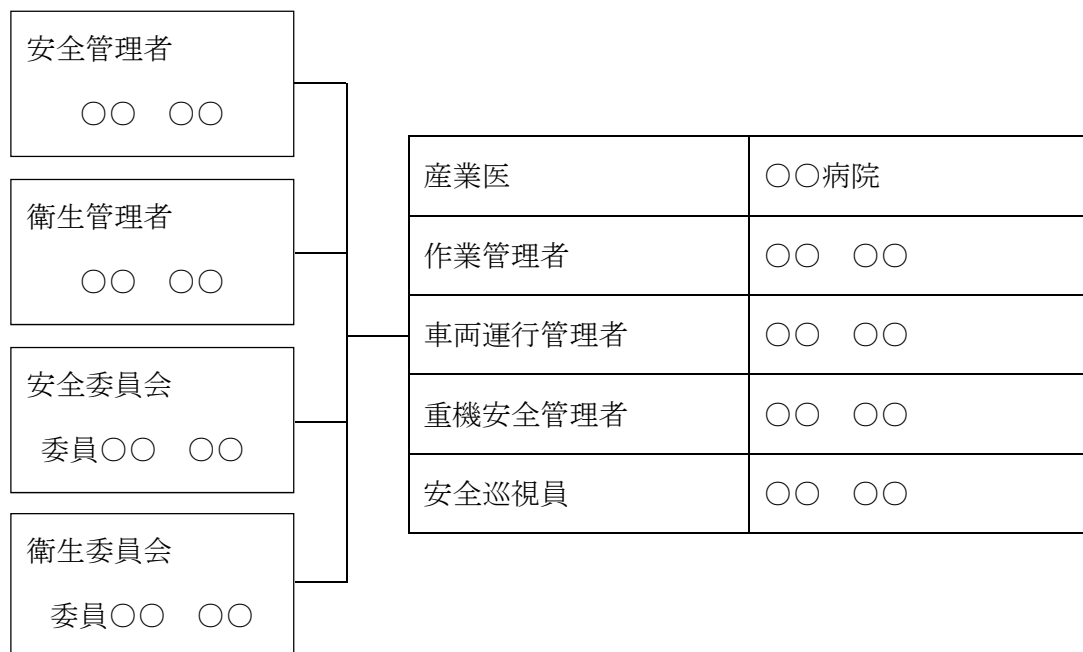 安全管理者
○○　○○
衛生管理者
○○　○○
安全委員会
委員○○　○○
衛生委員会
委員○○　○○
産業医　○○病院
作業管理者　○○　○○
車両運行管理者　○○　○○
重機安全管理者　○○　○○
安全巡視員　○○　○○